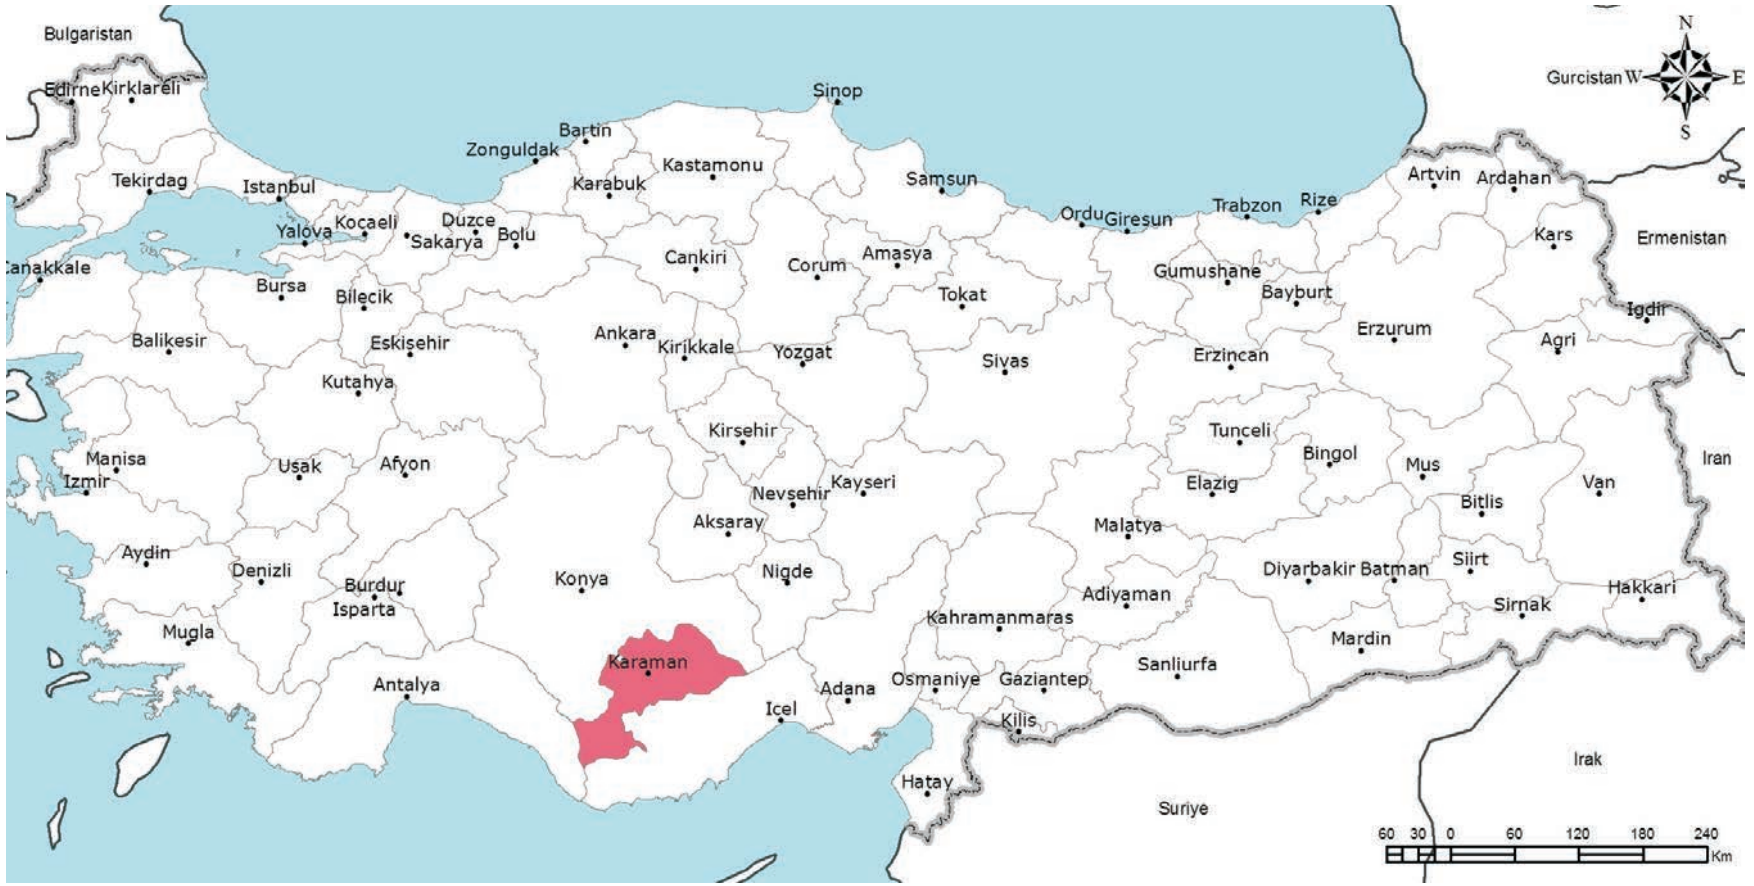 Bulgaristan
N
Gurcistan
W
E
S
Edirne
Kirklareli
Sinop
Bartin
Zonguldak
Kastamonu
Karabuk
Samsun
Tekirdag
Istanbul
Artvin
Ardahan
Ordu
Giresun
Trabzon
Rize
Kocaeli
Duzce
Yalova
Sakarya
Bolu
Kars
Ermenistan
Canakkale
Cankiri
Corum
Amasya
Gumushane
Bursa
Bilecik
Tokat
Bayburt
Igdir
Balikesir
Eskisehir
Ankara
Kirikkale
Yozgat
Sivas
Erzincan
Erzurum
Agri
Kutahya
Kirsehir
Tunceli
Manisa
Usak
Afyon
Bingol
Mus
Iran
Izmir
Nevsehir
Kayseri
Elazig
Bitlis
Van
Aksaray
Malatya
Aydin
Denizli
Burdur
Konya
Nigde
Diyarbakir
Batman
Siirt
Isparta
Adiyaman
Hakkari
Sirnak
Mugla
Kahramanmaras
Mardin
Karaman
Sanliurfa
Antalya
Icel
Adana
Osmaniye
Gaziantep
Kilis
Hatay
Irak
Suriye
60 30 0 60 120 180 240
Km